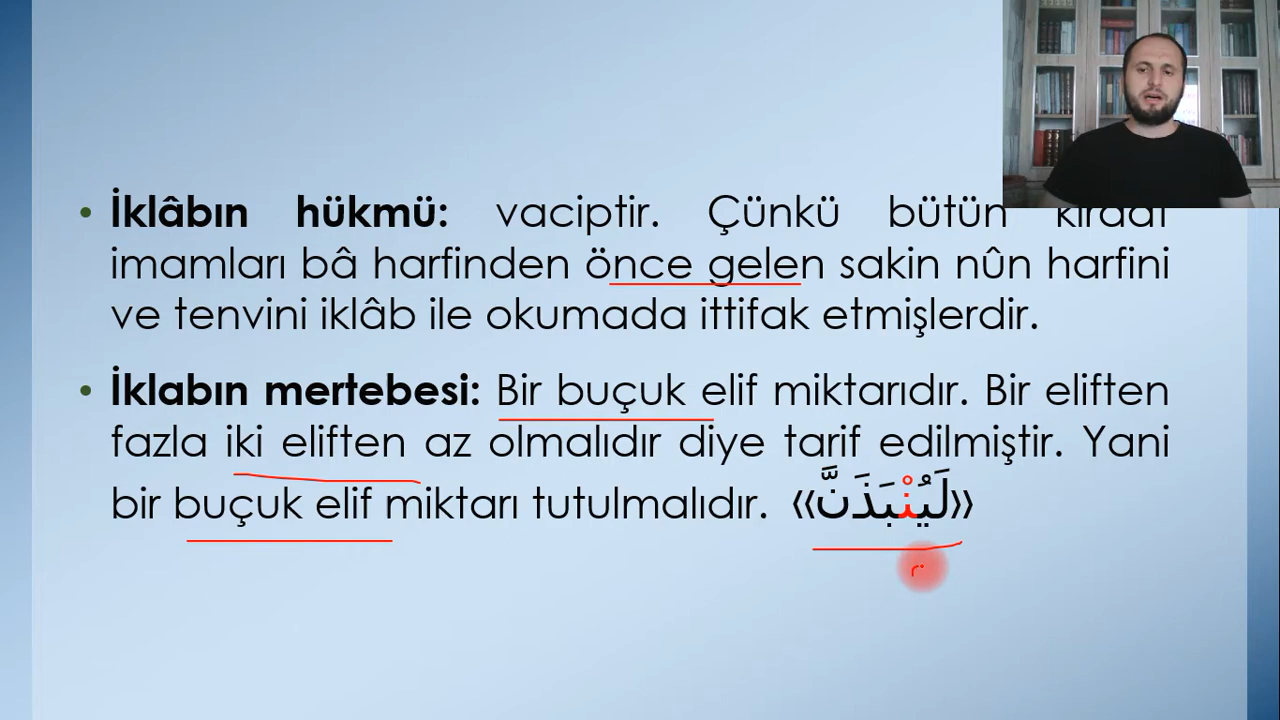 • İklâbın hükmü: vaciptir. Çünkü bütün kıraat
imamları bâ harfinden önce gelen sakin nûn harfini
ve tenvini iklâb ile okumada ittifak etmişlerdir.
• İklabın mertebesi: Bir buçuk elif miktarıdır. Bir eliften
fazla iki eliften az olmalıdır diye tarif edilmiştir. Yani
bir buçuk elif miktarı tutulmalıdır. «لَيُنْبَذَنَّ»